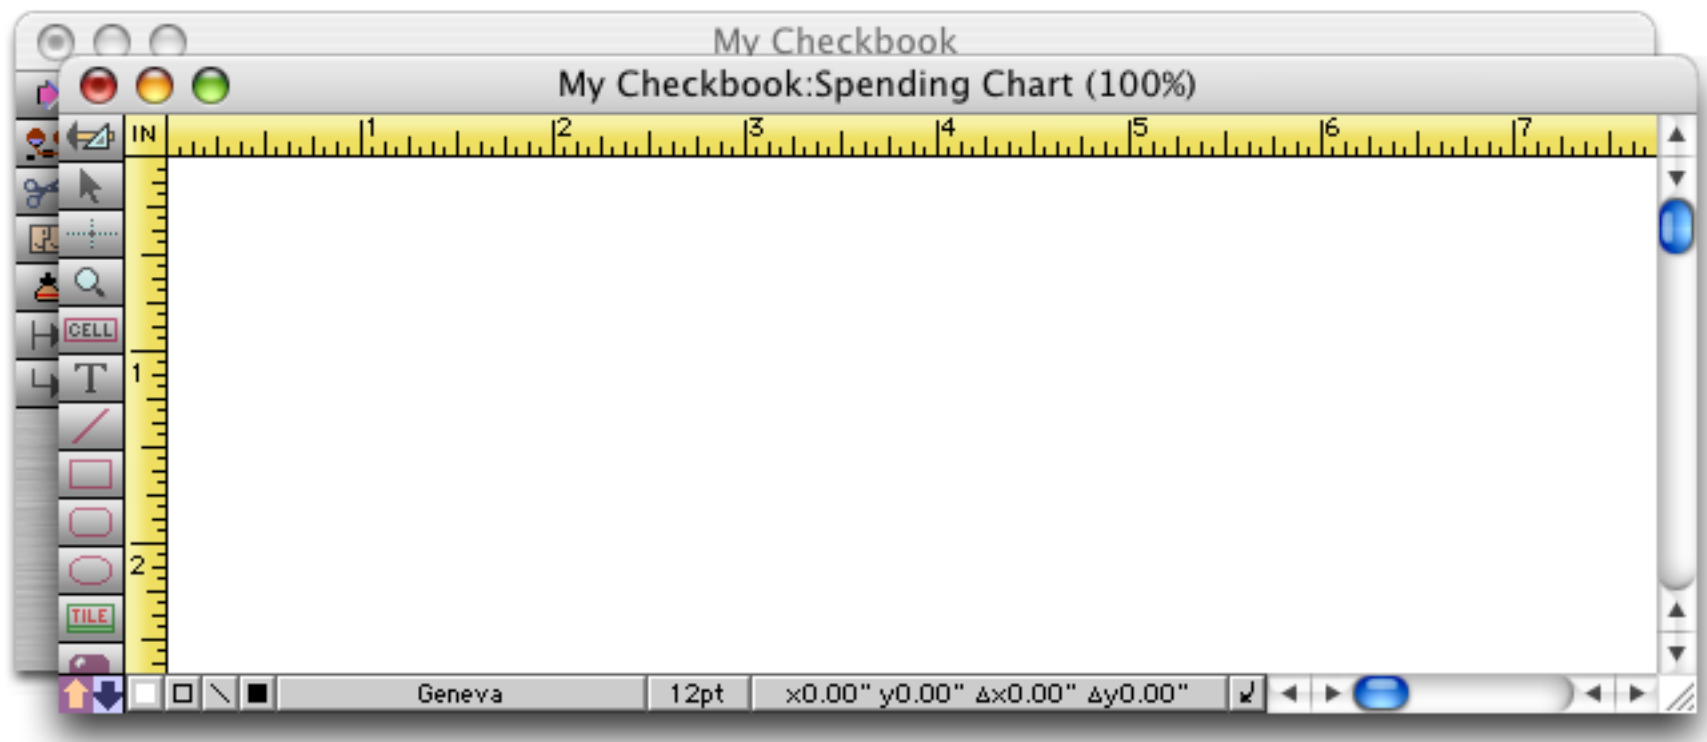 My Checkbook
My Checkbook:Spending Chart (100%)
IN 1 2 3 4 5 6 7
CELL
T
1
2
TILE
Geneva 12pt x0.00" y0.00" Δx0.00" Δy0.00"